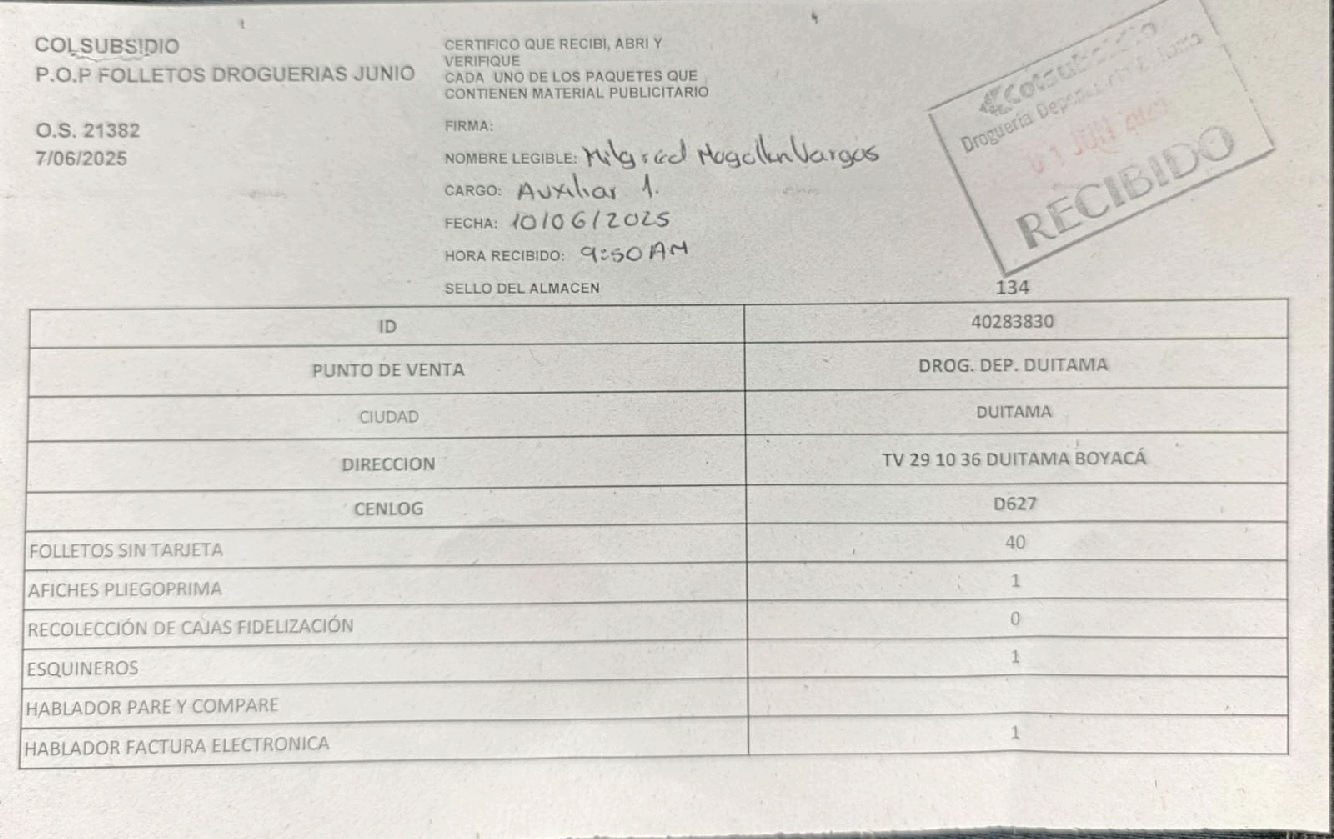 COLSUBSIDIO
P.O.P FOLLETOS DROGUERIAS JUNIO
O.S. 21382
7/06/2025
CERTIFICO QUE RECIBI, ABRI Y
VERIFIQUE
CADA UNO DE LOS PAQUETES QUE
CONTIENEN MATERIAL PUBLICITARIO
FIRMA:
NOMBRE LEGIBLE: Vargas
CARGO: Auxiliar 1.
FECHA: 10/06/2025
HORA RECIBIDO: 9:50 AM
SELLO DEL ALMACEN
Colsubsidio
Droguería Duitama
JUN
RECIBIDO
134
ID 40283830
PUNTO DE VENTA DROG. DEP. DUITAMA
CIUDAD DUITAMA
DIRECCION TV 29 10 36 DUITAMA BOYACÁ
CENLOG D627
FOLLETOS SIN TARJETA 40
AFICHES PLIEGOPRIMA 1
RECOLECCIÓN DE CAJAS FIDELIZACIÓN 0
ESQUINEROS 1
HABLADOR PARE Y COMPARE
HABLADOR FACTURA ELECTRONICA 1